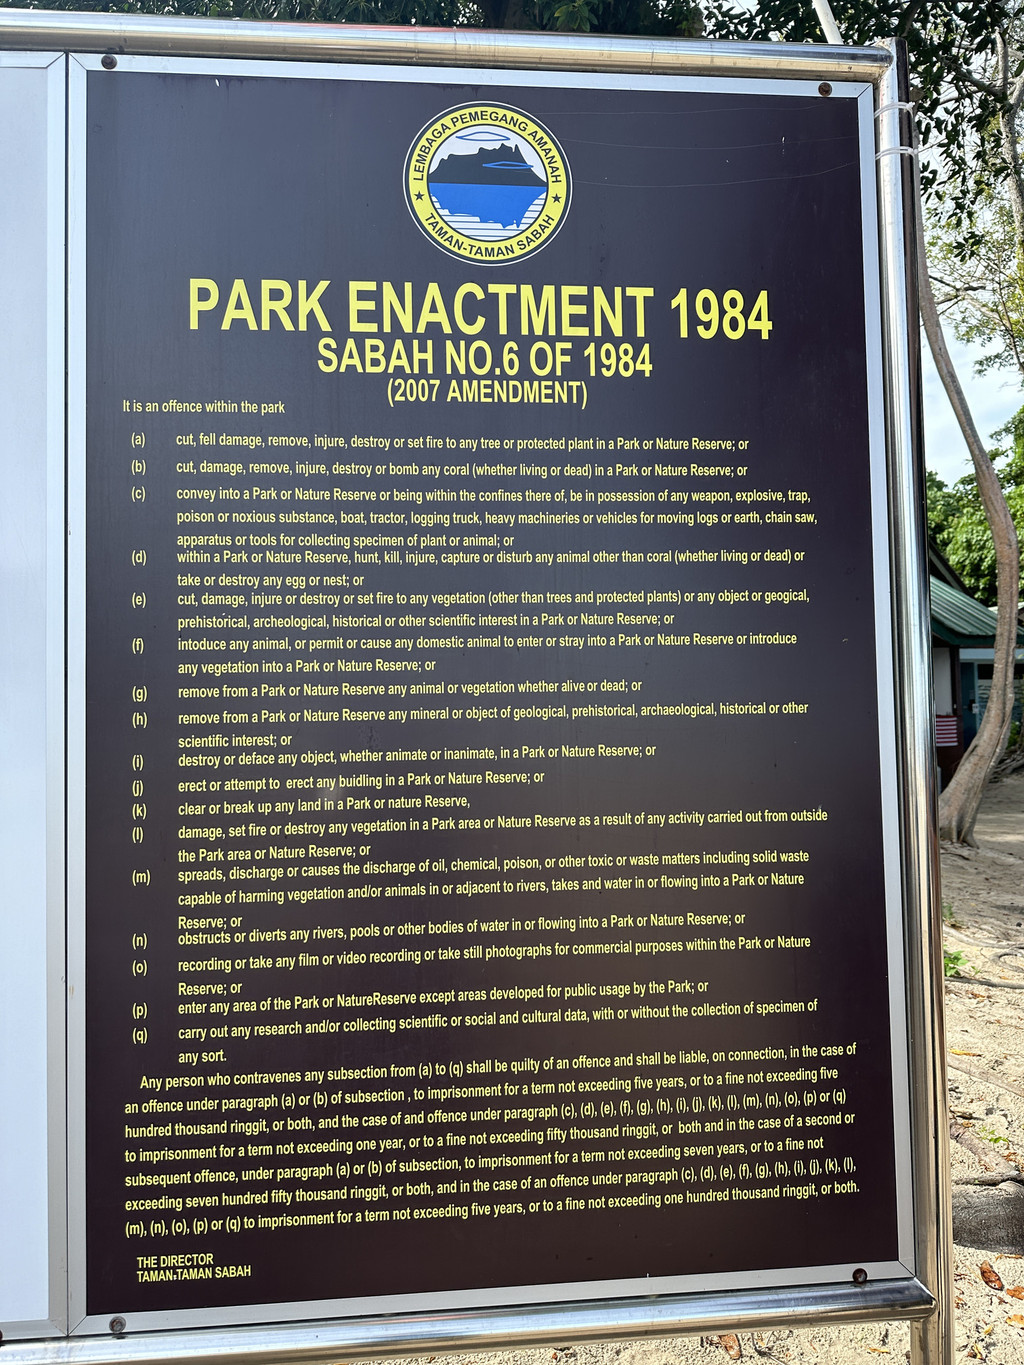 LEMBAGA PEMEGANG AMANAH
TAMAN-TAMAN SABAH
PARK ENACTMENT 1984
SABAH NO.6 OF 1984
(2007 AMENDMENT)
It is an offence within the park
(a) cut, fell damage, remove, injure, destroy or set fire to any tree or protected plant in a Park or Nature Reserve; or
(b) cut, damage, remove, injure, destroy or bomb any coral (whether living or dead) in a Park or Nature Reserve; or
(c) convey into a Park or Nature Reserve or being within the confines there of, be in possession of any weapon, explosive, trap,
poison or noxious substance, boat, tractor, logging truck, heavy machineries or vehicles for moving logs or earth, chain saw,
apparatus or tools for collecting specimen of plant or animal; or
(d) within a Park or Nature Reserve, hunt, kill, injure, capture or disturb any animal other than coral (whether living or dead) or
take or destroy any egg or nest; or
(e) cut, damage, injure or destroy or set fire to any vegetation (other than trees and protected plants) or any object or geogical,
prehistorical, archeological, historical or other scientific interest in a Park or Nature Reserve; or
(f) intoduce any animal, or permit or cause any domestic animal to enter or stray into a Park or Nature Reserve or introduce
any vegetation into a Park or Nature Reserve; or
(g) remove from a Park or Nature Reserve any animal or vegetation whether alive or dead; or
(h) remove from a Park or Nature Reserve any mineral or object of geological, prehistorical, archaeological, historical or other
scientific interest; or
(i) destroy or deface any object, whether animate or inanimate, in a Park or Nature Reserve; or
(j) erect or attempt to erect any buidling in a Park or Nature Reserve; or
(k) clear or break up any land in a Park or nature Reserve,
(l) damage, set fire or destroy any vegetation in a Park area or Nature Reserve as a result of any activity carried out from outside
the Park area or Nature Reserve; or
(m) spreads, discharge or causes the discharge of oil, chemical, poison, or other toxic or waste matters including solid waste
capable of harming vegetation and/or animals in or adjacent to rivers, takes and water in or flowing into a Park or Nature
Reserve; or
(n) obstructs or diverts any rivers, pools or other bodies of water in or flowing into a Park or Nature Reserve; or
(o) recording or take any film or video recording or take still photographs for commercial purposes within the Park or Nature
Reserve; or
(p) enter any area of the Park or NatureReserve except areas developed for public usage by the Park; or
(q) carry out any research and/or collecting scientific or social and cultural data, with or without the collection of specimen of
any sort.
Any person who contravenes any subsection from (a) to (q) shall be quilty of an offence and shall be liable, on connection, in the case of
an offence under paragraph (a) or (b) of subsection , to imprisonment for a term not exceeding five years, or to a fine not exceeding five
hundred thousand ringgit, or both, and the case of and offence under paragraph (c), (d), (e), (f), (g), (h), (i), (j), (k), (l), (m), (n), (o), (p) or (q)
to imprisonment for a term not exceeding one year, or to a fine not exceeding fifty thousand ringgit, or both and in the case of a second or
subsequent offence, under paragraph (a) or (b) of subsection, to imprisonment for a term not exceeding seven years, or to a fine not
exceeding seven hundred fifty thousand ringgit, or both, and in the case of an offence under paragraph (c), (d), (e), (f), (g), (h), (i), (j), (k), (l),
(m), (n), (o), (p) or (q) to imprisonment for a term not exceeding five years, or to a fine not exceeding one hundred thousand ringgit, or both.
THE DIRECTOR
TAMAN-TAMAN SABAH